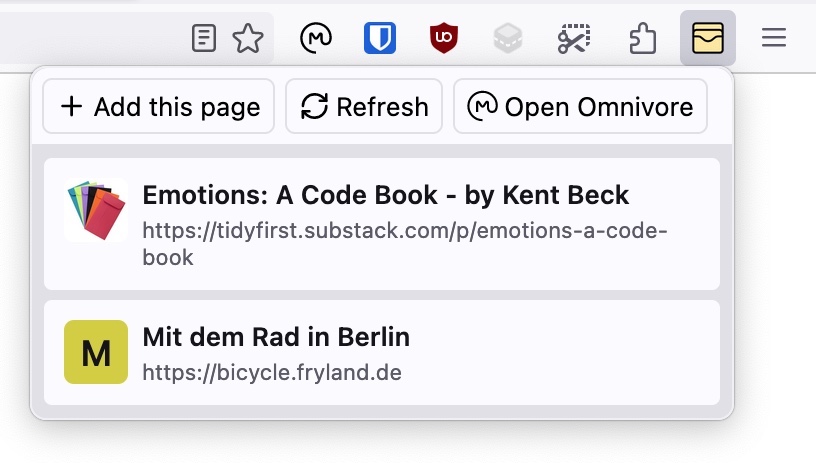 uo
Add this page
Refresh
Open Omnivore
Emotions: A Code Book - by Kent Beck
https://tidyfirst.substack.com/p/emotions-a-code-
book
M
Mit dem Rad in Berlin
https://bicycle.fryland.de